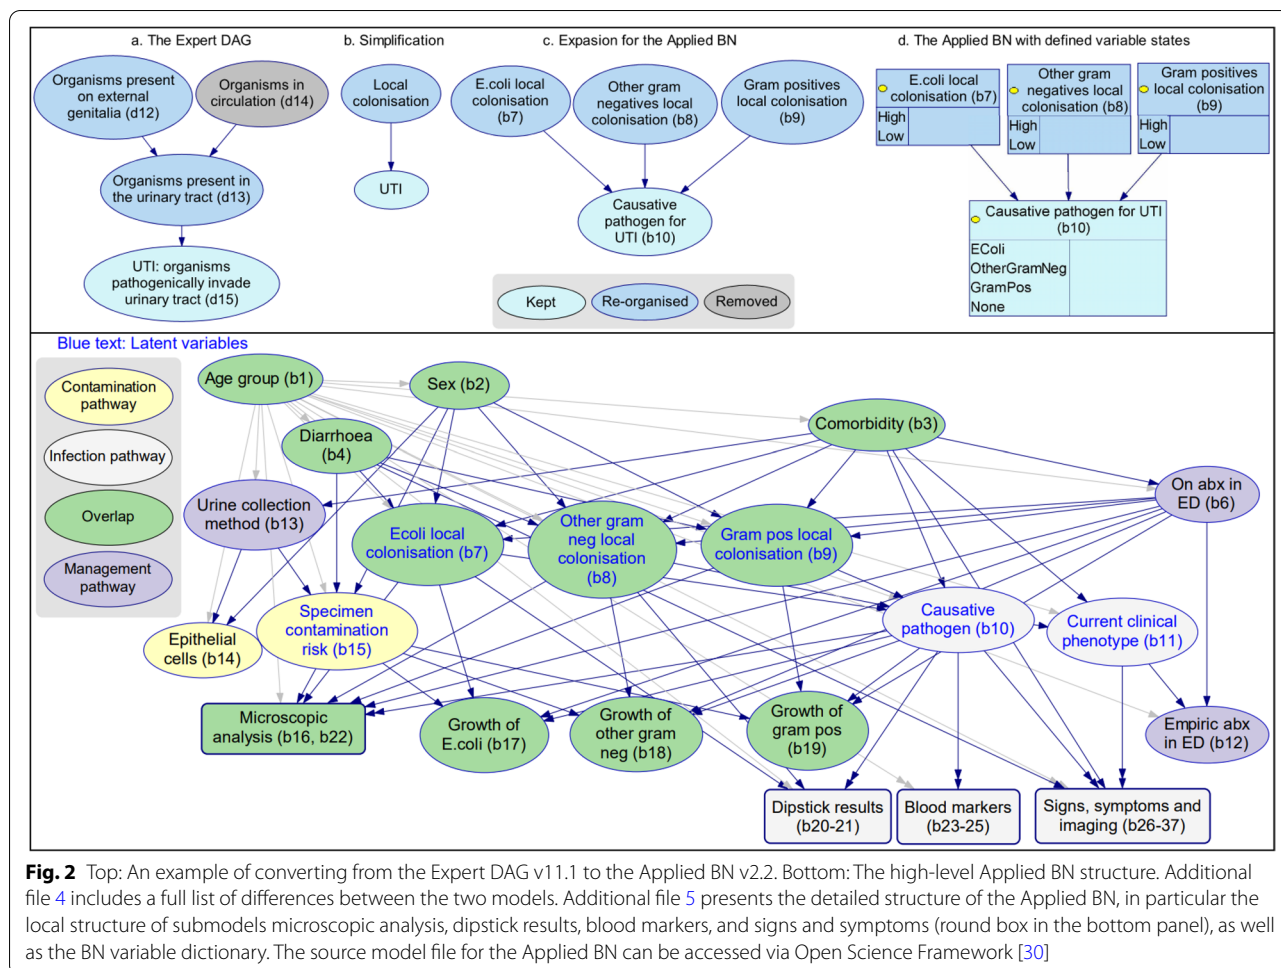 a. The Expert DAG
b. Simplification
c. Expasion for the Applied BN
d. The Applied BN with defined variable states
Organisms present
on external
genitalia (d12)
Organisms in
circulation (d14)
Organisms present in
the urinary tract (d13)
UTI: organisms
pathogenically invade
urinary tract (d15)
Local
colonisation
UTI
E.coli local
colonisation
(b7)
Other gram
negatives local
colonisation (b8)
Gram positives
local colonisation
(b9)
Causative
pathogen for
UTI (b10)
Kept
Re-organised
Removed
E.coli local
colonisation (b7)
High
Low
Other gram
negatives local
colonisation (b8)
High
Low
Gram positives
local colonisation
(b9)
High
Low
Causative pathogen for UTI
(b10)
EColi
OtherGramNeg
GramPos
None
Blue text: Latent variables
Contamination
pathway
Infection pathway
Overlap
Management
pathway
Age group (b1)
Sex (b2)
Comorbidity (b3)
Diarrhoea
(b4)
On abx in
ED (b6)
Urine collection
method (b13)
Ecoli local
colonisation (b7)
Other gram
neg local
colonisation
(b8)
Gram pos local
colonisation (b9)
Epithelial
cells (b14)
Specimen
contamination
risk (b15)
Causative
pathogen (b10)
Current clinical
phenotype (b11)
Microscopic
analysis (b16, b22)
Growth of
E.coli (b17)
Growth of
other gram
neg (b18)
Growth of
gram pos
(b19)
Empiric abx
in ED (b12)
Dipstick results
(b20-21)
Blood markers
(b23-25)
Signs, symptoms and
imaging (b26-37)
Fig. 2 Top: An example of converting from the Expert DAG v11.1 to the Applied BN v2.2. Bottom: The high-level Applied BN structure. Additional
file 4 includes a full list of differences between the two models. Additional file 5 presents the detailed structure of the Applied BN, in particular the
local structure of submodels microscopic analysis, dipstick results, blood markers, and signs and symptoms (round box in the bottom panel), as well
as the BN variable dictionary. The source model file for the Applied BN can be accessed via Open Science Framework [30]